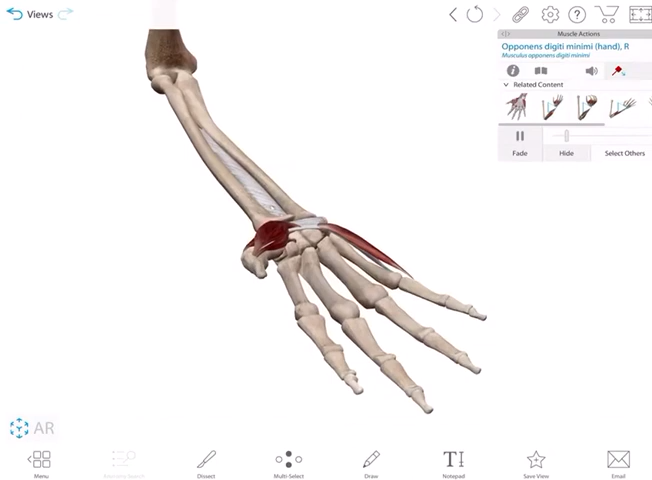 Views
Muscle Actions
Opponens digiti minimi (hand), R
Musculus opponens digiti minimi
Related Content
Fade Hide Select Others
AR
Menu Dissect Multi-Select Draw Notepad Save View Email